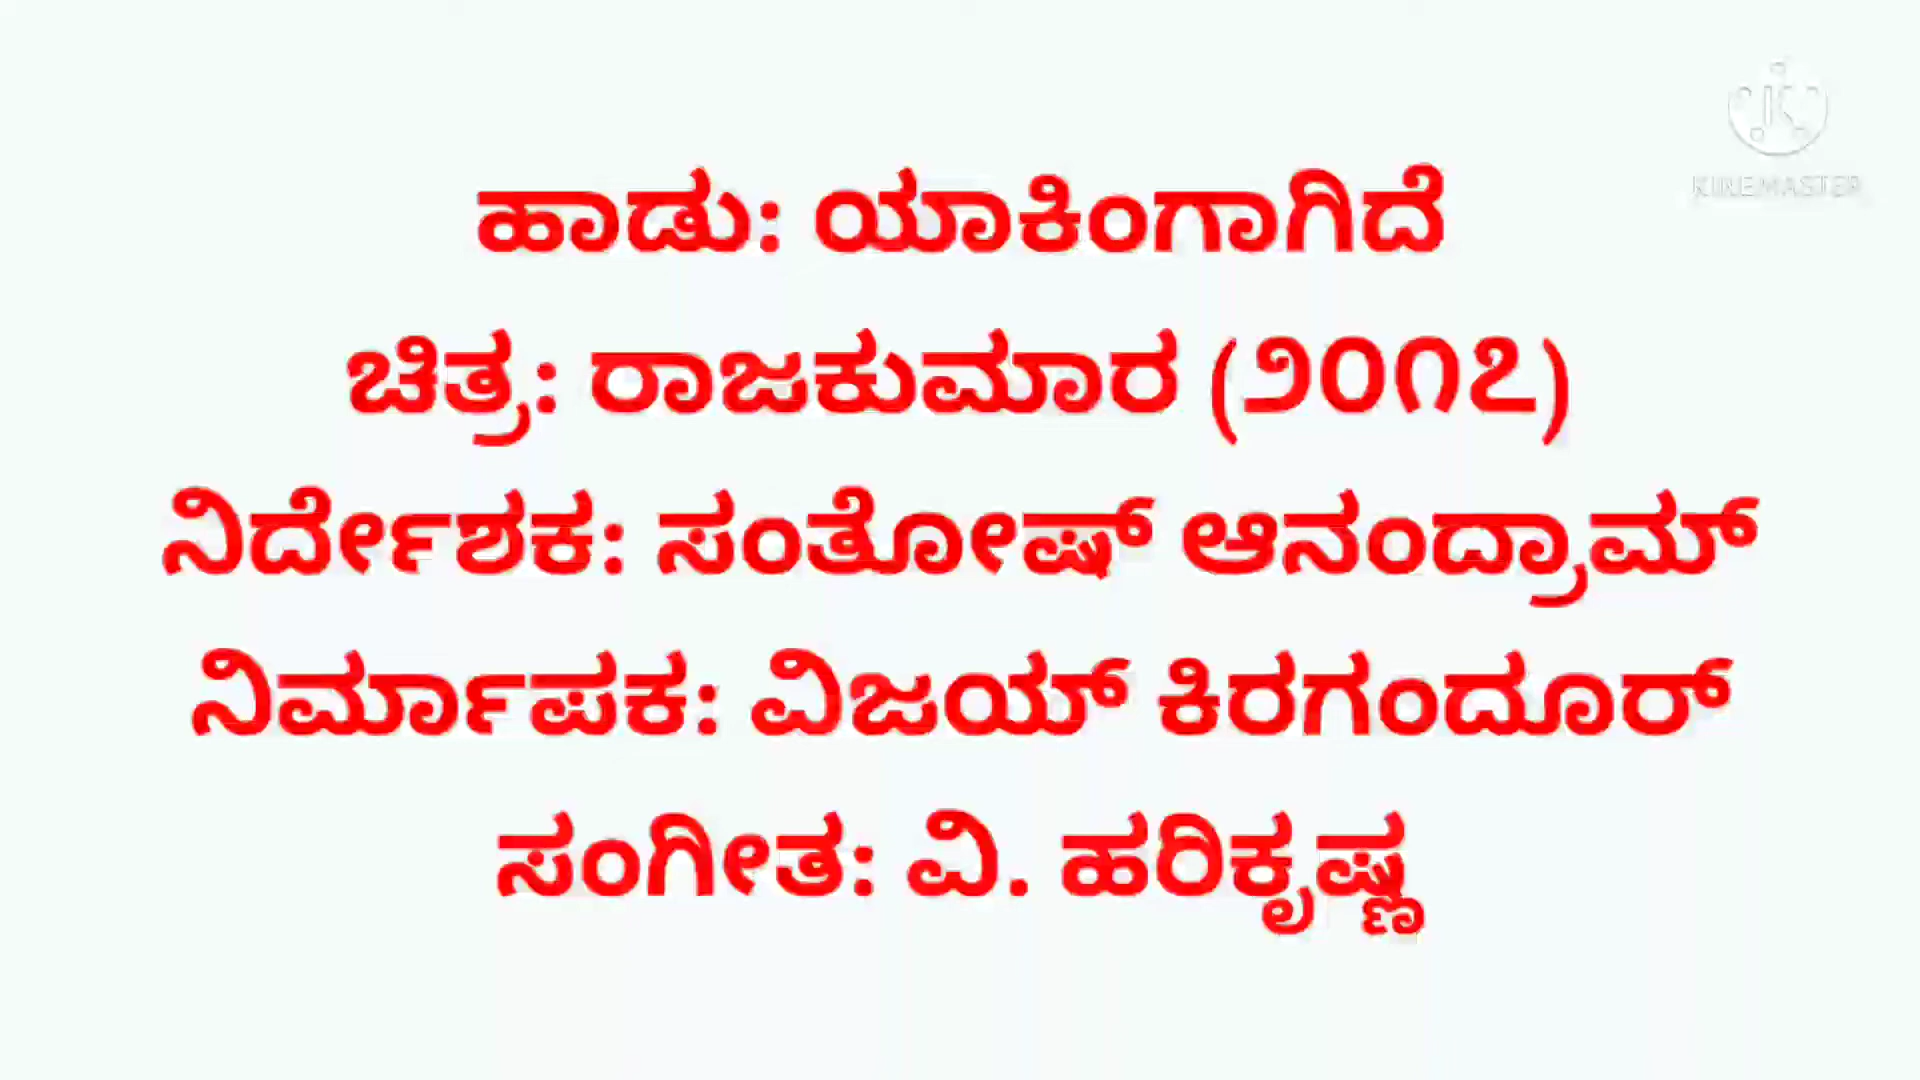 KINEMASTER
ಹಾಡು: ಯಾಕಿಂಗಾಗಿದೆ
ಚಿತ್ರ: ರಾಜಕುಮಾರ (೨೦೧೭)
ನಿರ್ದೇಶಕ: ಸಂತೋಷ್ ಆನಂದ್ರಾಮ್
ನಿರ್ಮಾಪಕ: ವಿಜಯ್ ಕಿರಗಂದೂರ್
ಸಂಗೀತ: ವಿ. ಹರಿಕೃಷ್ಣ